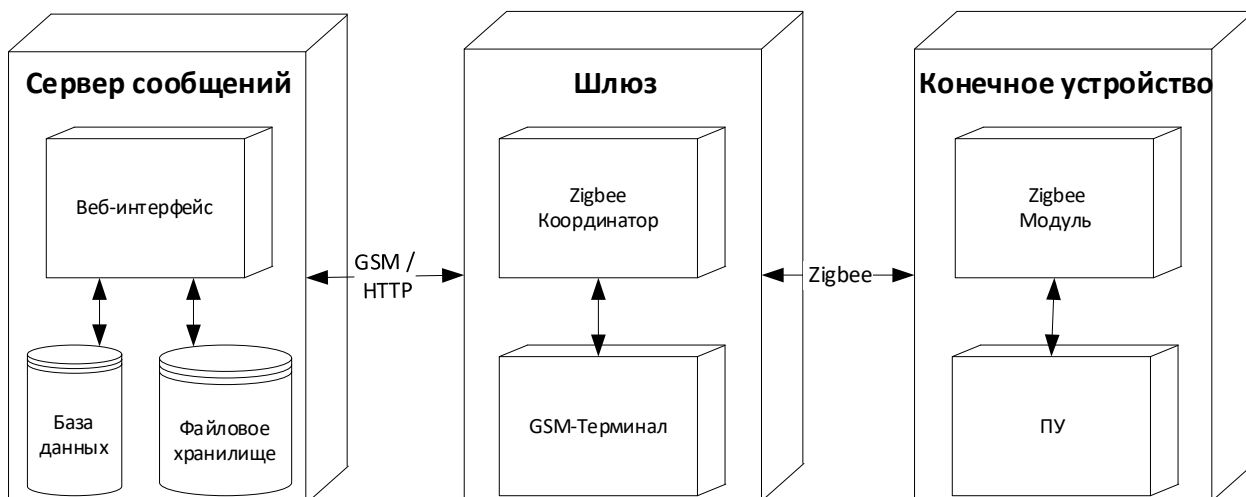 Сервер сообщений
Веб-интерфейс
База
данных
Файловое
хранилище
GSM /
HTTP
Шлюз
Zigbee
Координатор
GSM-Терминал
Zigbee
Конечное устройство
Zigbee
Модуль
ПУ